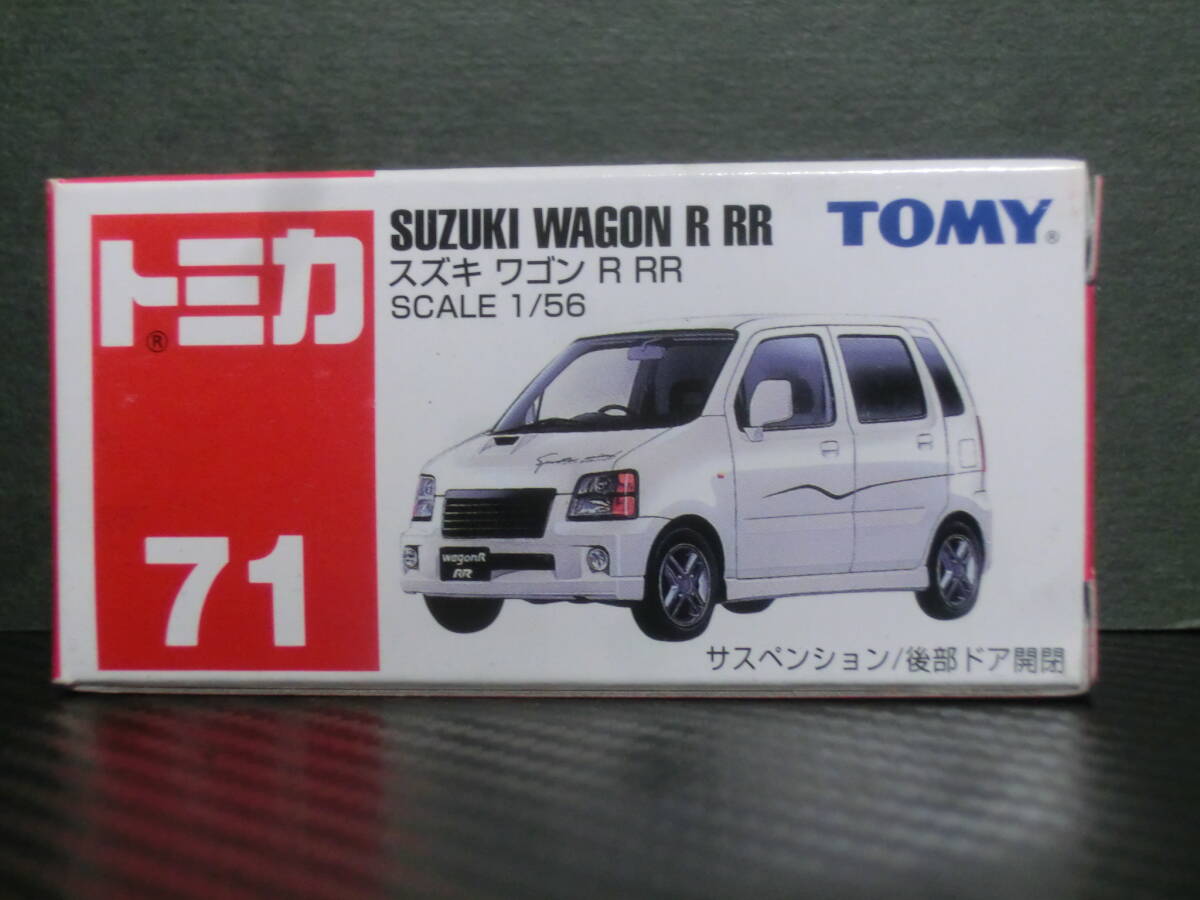 トミカ
®
71
SUZUKI WAGON R RR
スズキ ワゴン R RR
SCALE 1/56
TOMY®
wagonR
RR
サスペンション/後部ドア開閉